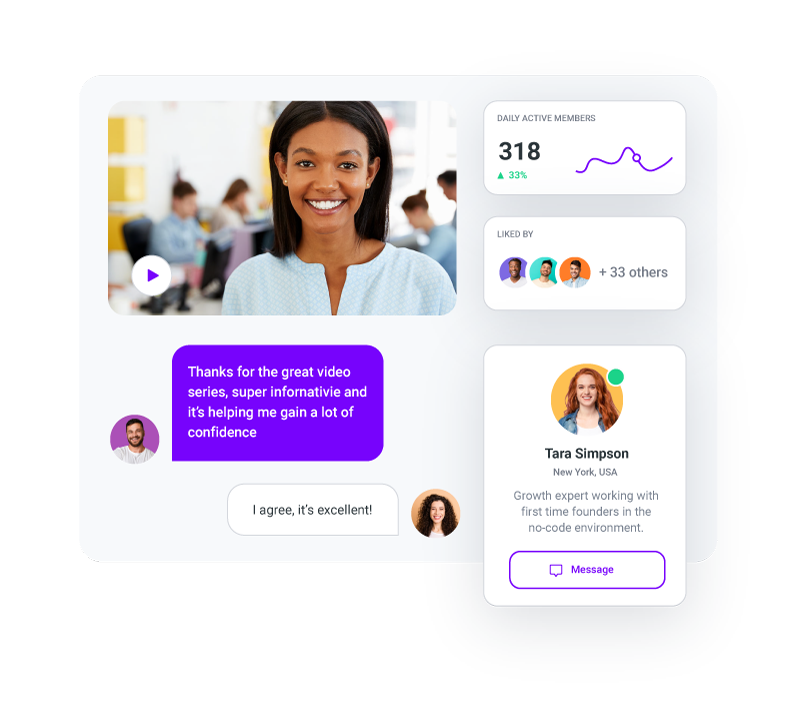 DAILY ACTIVE MEMBERS
318
▲ 33%
LIKED BY
+ 33 others
Thanks for the great video
series, super infornativie and
it's helping me gain a lot of
confidence
I agree, it's excellent!
Tara Simpson
New York, USA
Growth expert working with
first time founders in the
no-code environment.
Message